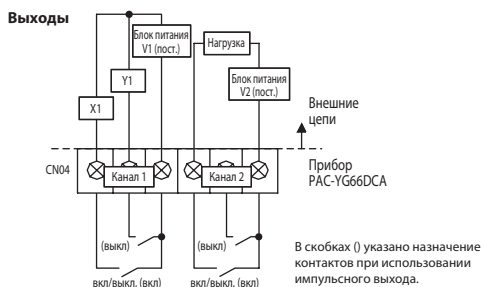 Выходы
Блок питания
V1 (пост.)
Нагрузка
Y1
Блок питания
V2 (пост.)
X1
Внешние
цепи
CN04
Канал 1
Канал 2
Прибор
PAC-YG66DCA
(выкл)
(выкл)
В скобках () указано назначение
контактов при использовании
импульсного выхода.
вкл/выкл, (вкл)
вкл/выкл, (вкл)